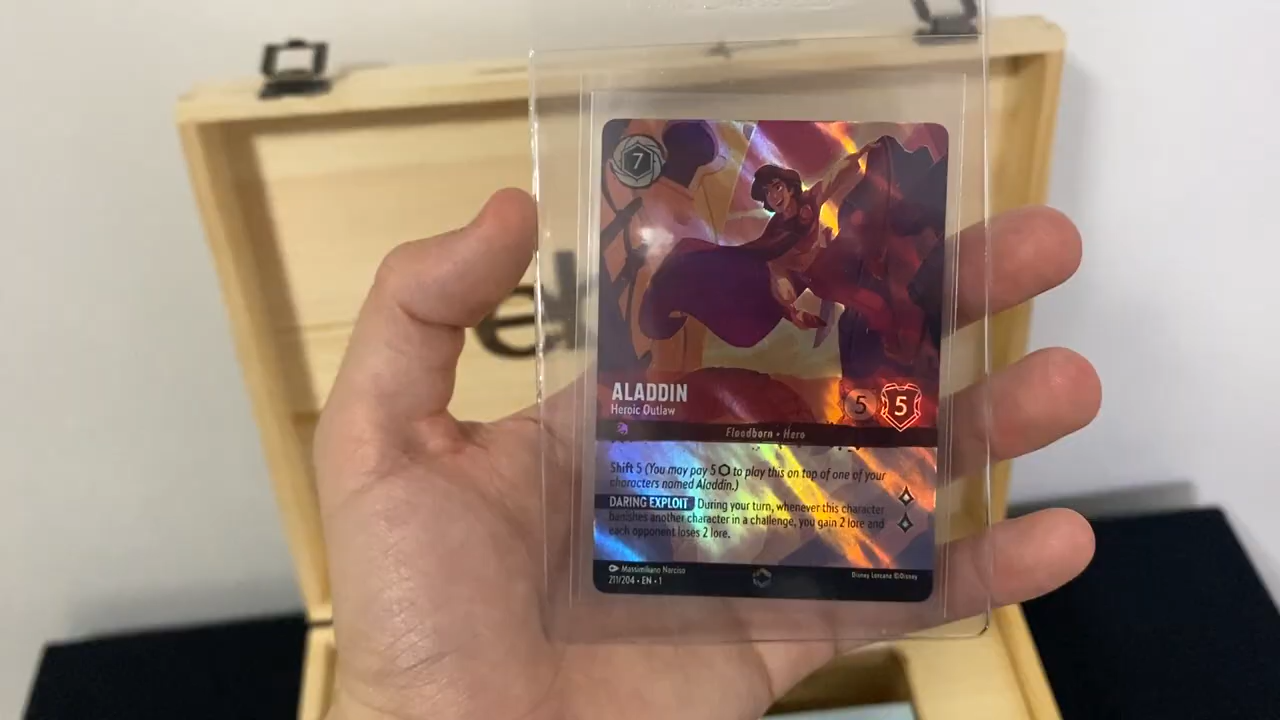 7
ALADDIN
Heroic Outlaw
5 5
Floodborn • Hero
Shift 5 (You may pay 5 ⬡ to play this on top of one of your
characters named Aladdin.)
DARING EXPLOIT During your turn, whenever this character
banishes another character in a challenge, you gain 2 lore and
each opponent loses 2 lore.
Massimiliano Narciso
211/204 • EN • 1
Disney Lorcana ©Disney